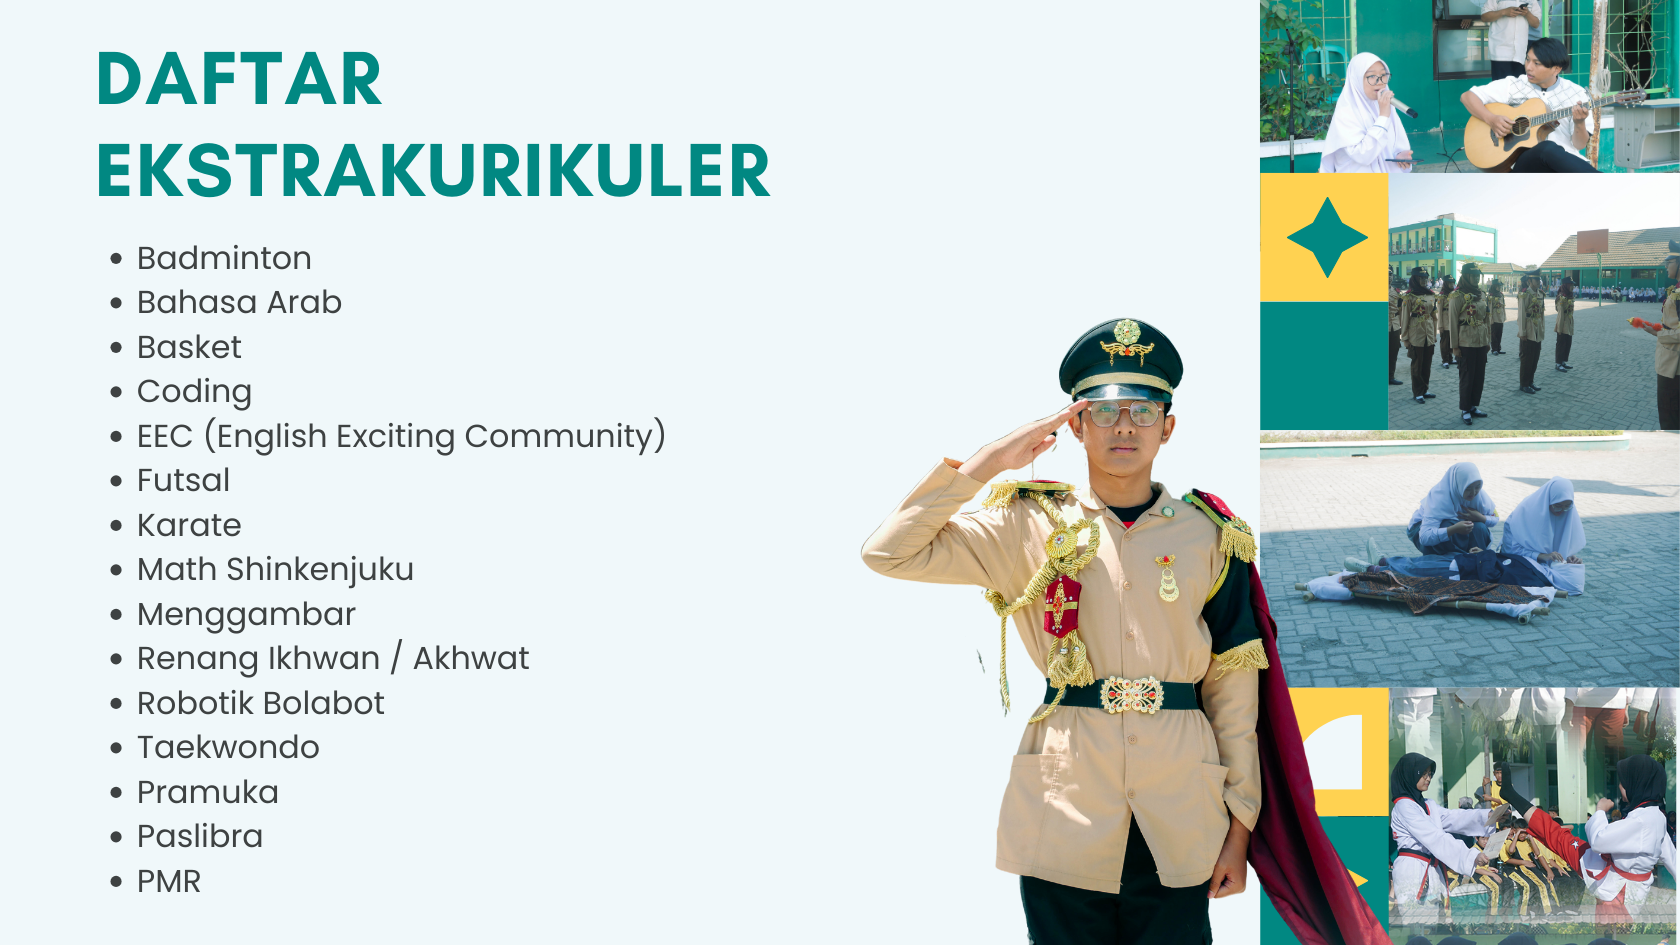 DAFTAR
EKSTRAKURIKULER
• Badminton
• Bahasa Arab
• Basket
• Coding
• EEC (English Exciting Community)
• Futsal
• Karate
• Math Shinkenjuku
• Menggambar
• Renang Ikhwan / Akhwat
• Robotik Bolabot
• Taekwondo
• Pramuka
• Paslibra
• PMR